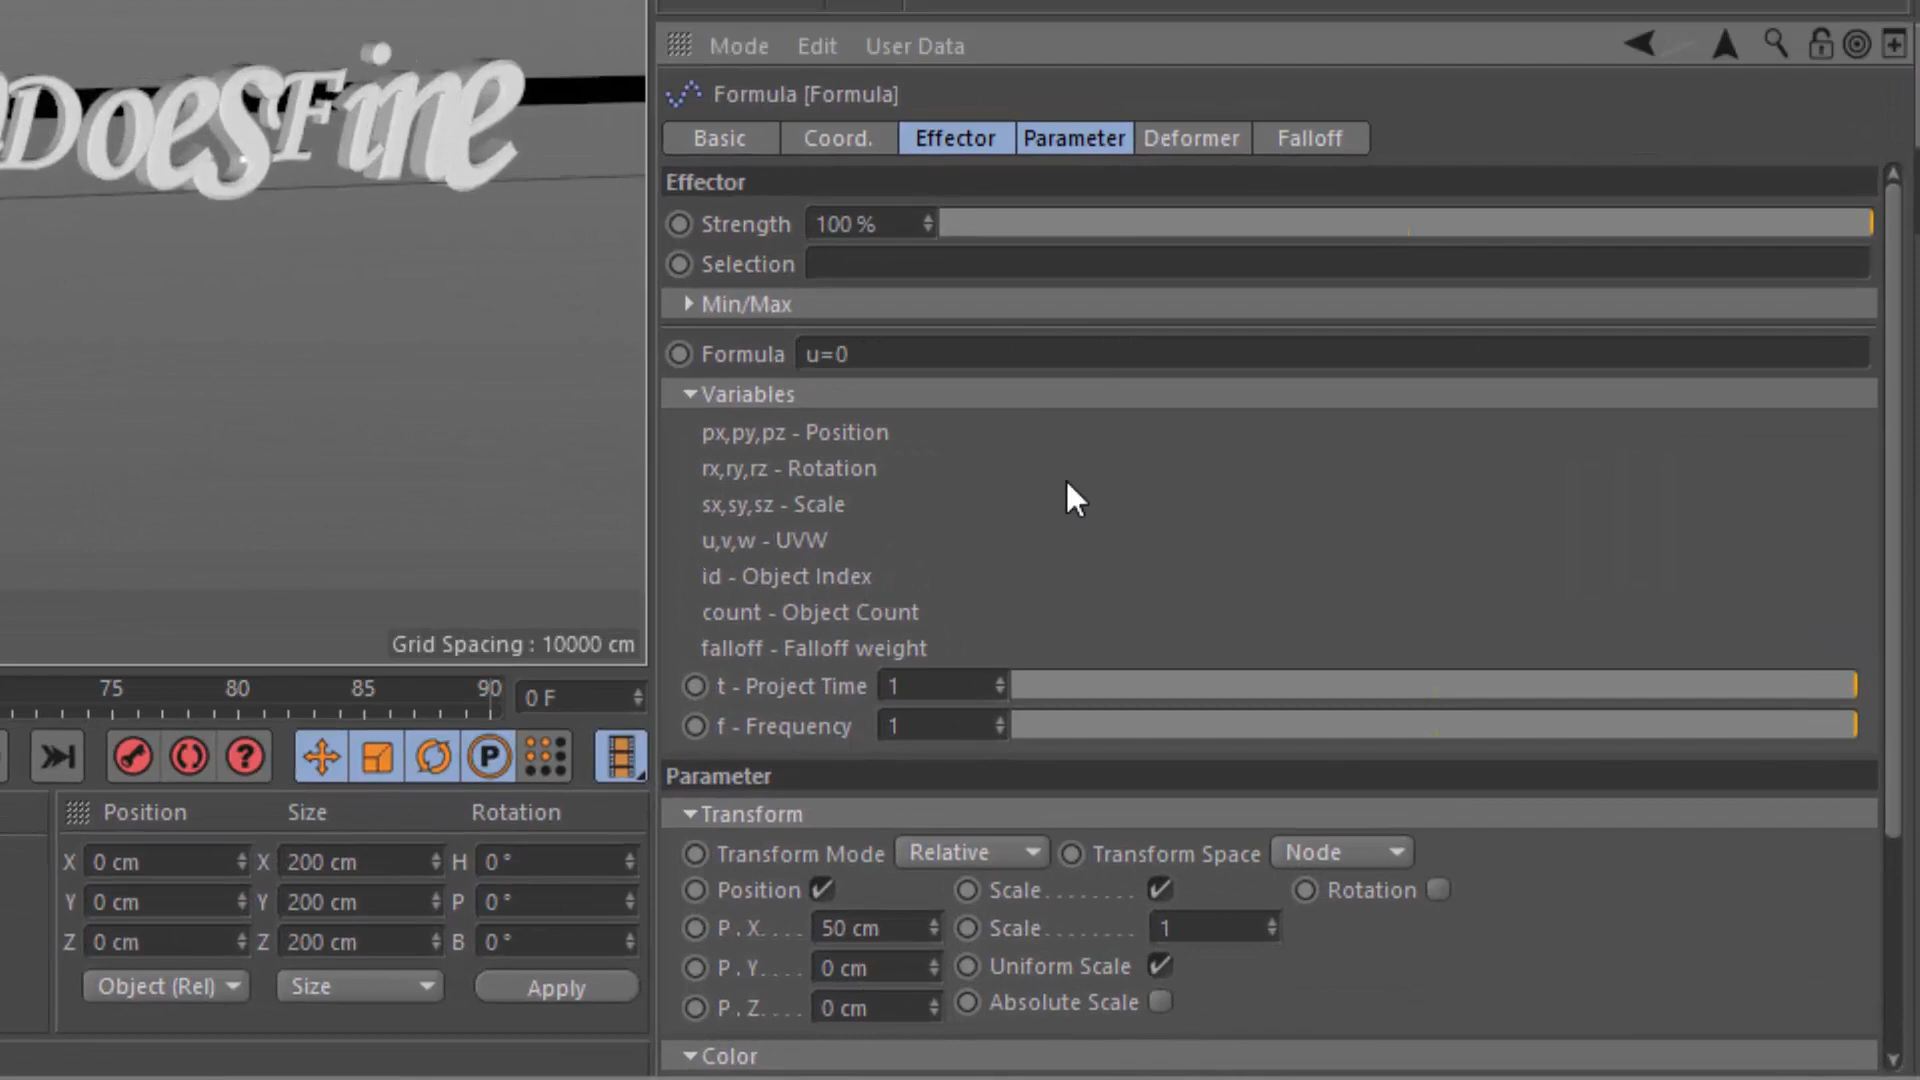 DoesFine
Mode Edit User Data
Formula [Formula]
Basic Coord. Effector Parameter Deformer Falloff
Effector
Strength 100 %
Selection
Min/Max
Formula u=0
Variables
px,py,pz - Position
rx,ry,rz - Rotation
sx,sy,sz - Scale
u,v,w - UVW
id - Object Index
count - Object Count
falloff - Falloff weight
t - Project Time 1
f - Frequency 1
Parameter
Transform
Transform Mode Relative Transform Space Node
Position Scale. . . . . . . . Rotation
P . X. . . . 50 cm Scale. . . . . . . . 1
P . Y. . . . 0 cm Uniform Scale
P . Z. . . . 0 cm Absolute Scale
Color
Grid Spacing : 10000 cm
75 80 85 90 0 F
P
Position Size Rotation
X 0 cm X 200 cm H 0 °
Y 0 cm Y 200 cm P 0 °
Z 0 cm Z 200 cm B 0 °
Object (Rel) Size Apply